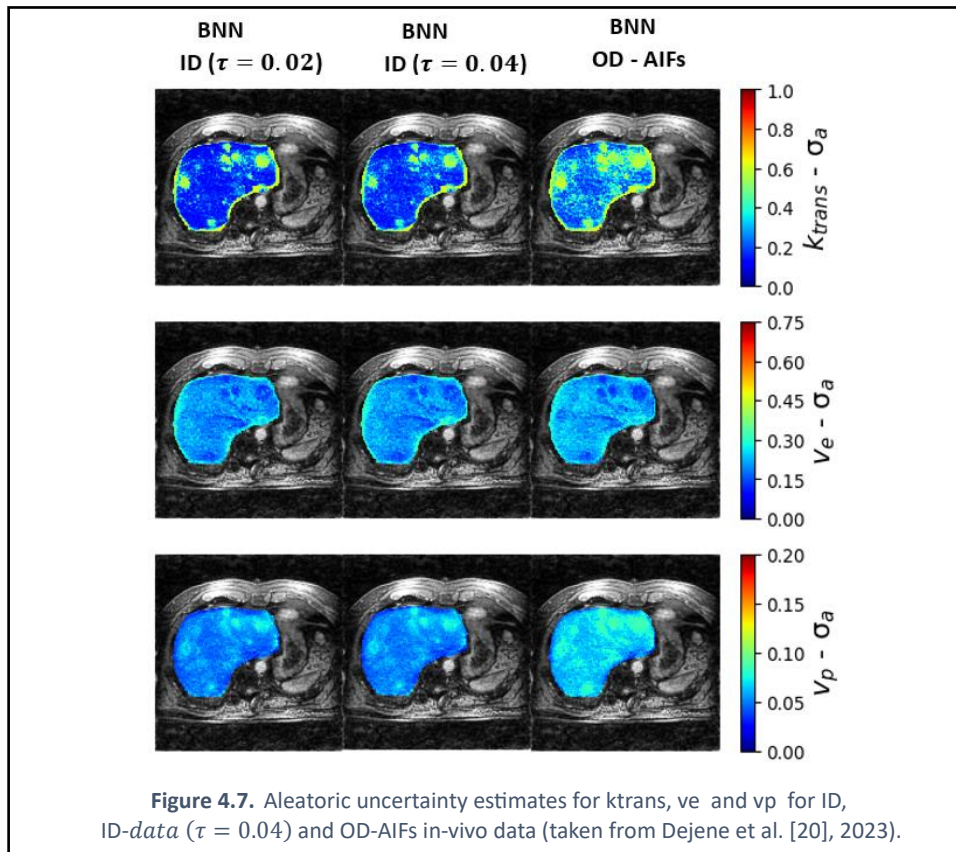 BNN BNN BNN
ID (τ = 0.02) ID (τ = 0.04) OD - AIFs
1.0
0.8
0.6
0.4
0.2
0.0
k_trans - σ_a
0.75
0.60
0.45
0.30
0.15
0.00
v_e - σ_a
0.20
0.15
0.10
0.05
0.00
v_p - σ_a
Figure 4.7. Aleatoric uncertainty estimates for ktrans, ve and vp for ID,
ID-data (τ = 0.04) and OD-AIFs in-vivo data (taken from Dejene et al. [20], 2023).